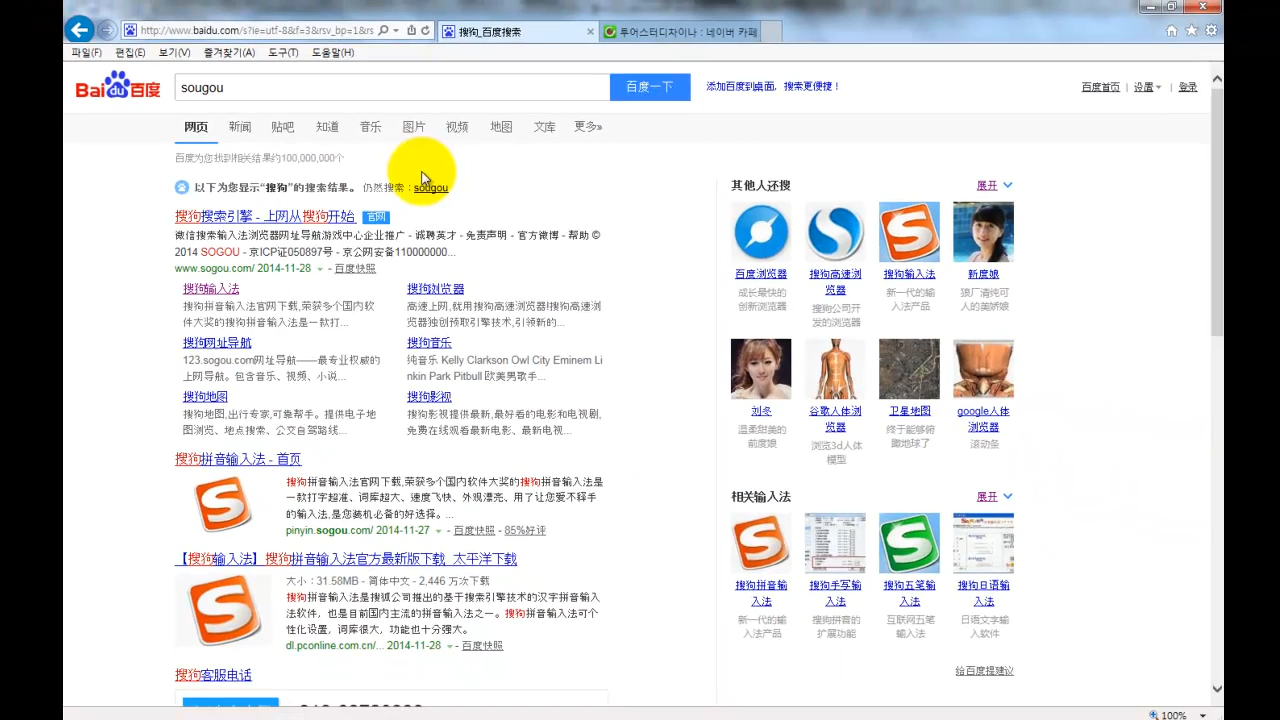 http://www.baidu.com/s?ie=utf-8&f=3&rsv_bp=1&rs
搜狗_百度搜索
투어스터디차이나 : 네이버 카페
파일(F) 편집(E) 보기(V) 즐겨찾기(A) 도구(T) 도움말(H)
Bai du 百度
sougou
百度一下
添加百度到桌面，搜索更便捷！
百度首页 | 设置 | 登录
网页 新闻 贴吧 知道 音乐 图片 视频 地图 文库 更多»
百度为您找到相关结果约100,000,000个
以下为您显示“搜狗”的搜索结果。 仍然搜索：sougou
搜狗搜索引擎 - 上网从搜狗开始 官网
微信搜索输入法浏览器网址导航游戏中心企业推广 - 诚聘英才 - 免责声明 - 官方微博 - 帮助 ©
2014 SOGOU - 京ICP证050897号 - 京公网安备110000000...
www.sogou.com/ 2014-11-28 - 百度快照
搜狗输入法
搜狗拼音输入法官网下载,荣获多个国内软
件大奖的搜狗拼音输入法是一款打...
搜狗浏览器
高速上网,就用搜狗高速浏览器!搜狗高速浏
览器独创预取引擎技术,引领新的...
搜狗网址导航
123.sogou.com网址导航——最专业权威的
上网导航。包含音乐、视频、小说...
搜狗音乐
纯音乐 Kelly Clarkson Owl City Eminem Li
nkin Park Pitbull 欧美男歌手...
搜狗地图
搜狗地图,出行专家,可靠帮手。提供电子地
图浏览、地点搜索、公交自驾路线...
搜狗影视
搜狗影视提供最新,最好看的电影和电视剧,
免费在线观看最新电影、最新电视...
搜狗拼音输入法 - 首页
搜狗拼音输入法官网下载,荣获多个国内软件大奖的搜狗拼音输入法是
一款打字超准、词库超大、速度飞快、外观漂亮、用了让您爱不释手
的输入法,是您装机必备的好选择。...
pinyin.sogou.com/ 2014-11-27 - 百度快照 - 85%好评
【搜狗输入法】搜狗拼音输入法官方最新版下载_太平洋下载
大小：31.58MB - 简体中文 - 2,446 万次下载
搜狗拼音输入法是搜狐公司推出的基于搜索引擎技术的汉字拼音输入
法软件，也是目前国内主流的拼音输入法之一。搜狗拼音输入法可个
性化设置，词库很大，功能也十分强大。
dl.pconline.com.cn/... 2014-11-28 - 百度快照
搜狗客服电话
其他人还搜 展开
百度浏览器
成长最快的
创新浏览器
搜狗高速浏
览器
搜狗公司开
发的浏览器
搜狗输入法
新一代的输
入法产品
新度娘
狼厂清纯可
人的美娇娘
刘冬
温柔甜美的
前度娘
谷歌人体浏
览器
浏览3d人体
模型
卫星地图
终于能够俯
瞰地球了
google人体
浏览器
滚动条
相关输入法 展开
搜狗拼音输
入法
新一代的输
入法产品
搜狗手写输
入法
搜狗拼音的
扩展功能
搜狗五笔输
入法
互联网五笔
输入法
搜狗日语输
入法
日语文字输
入软件
给百度提建议
100%